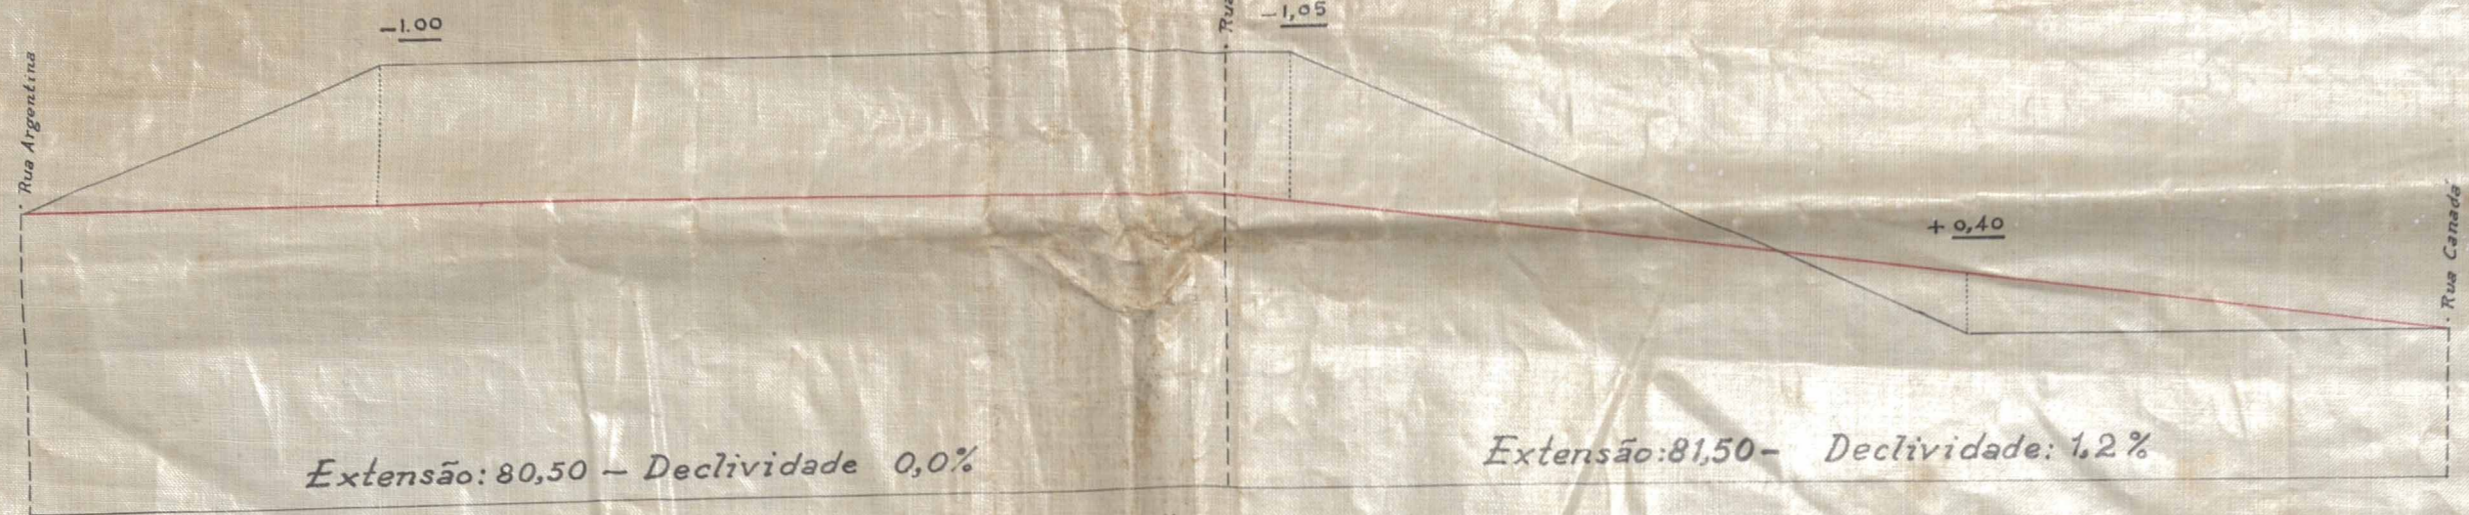 -1.00
-1,05
Rua Argentina
Rua
+ 0,40
Rua Canadá
Extensão: 80,50 - Declividade 0,0%
Extensão: 81,50 - Declividade: 1,2%